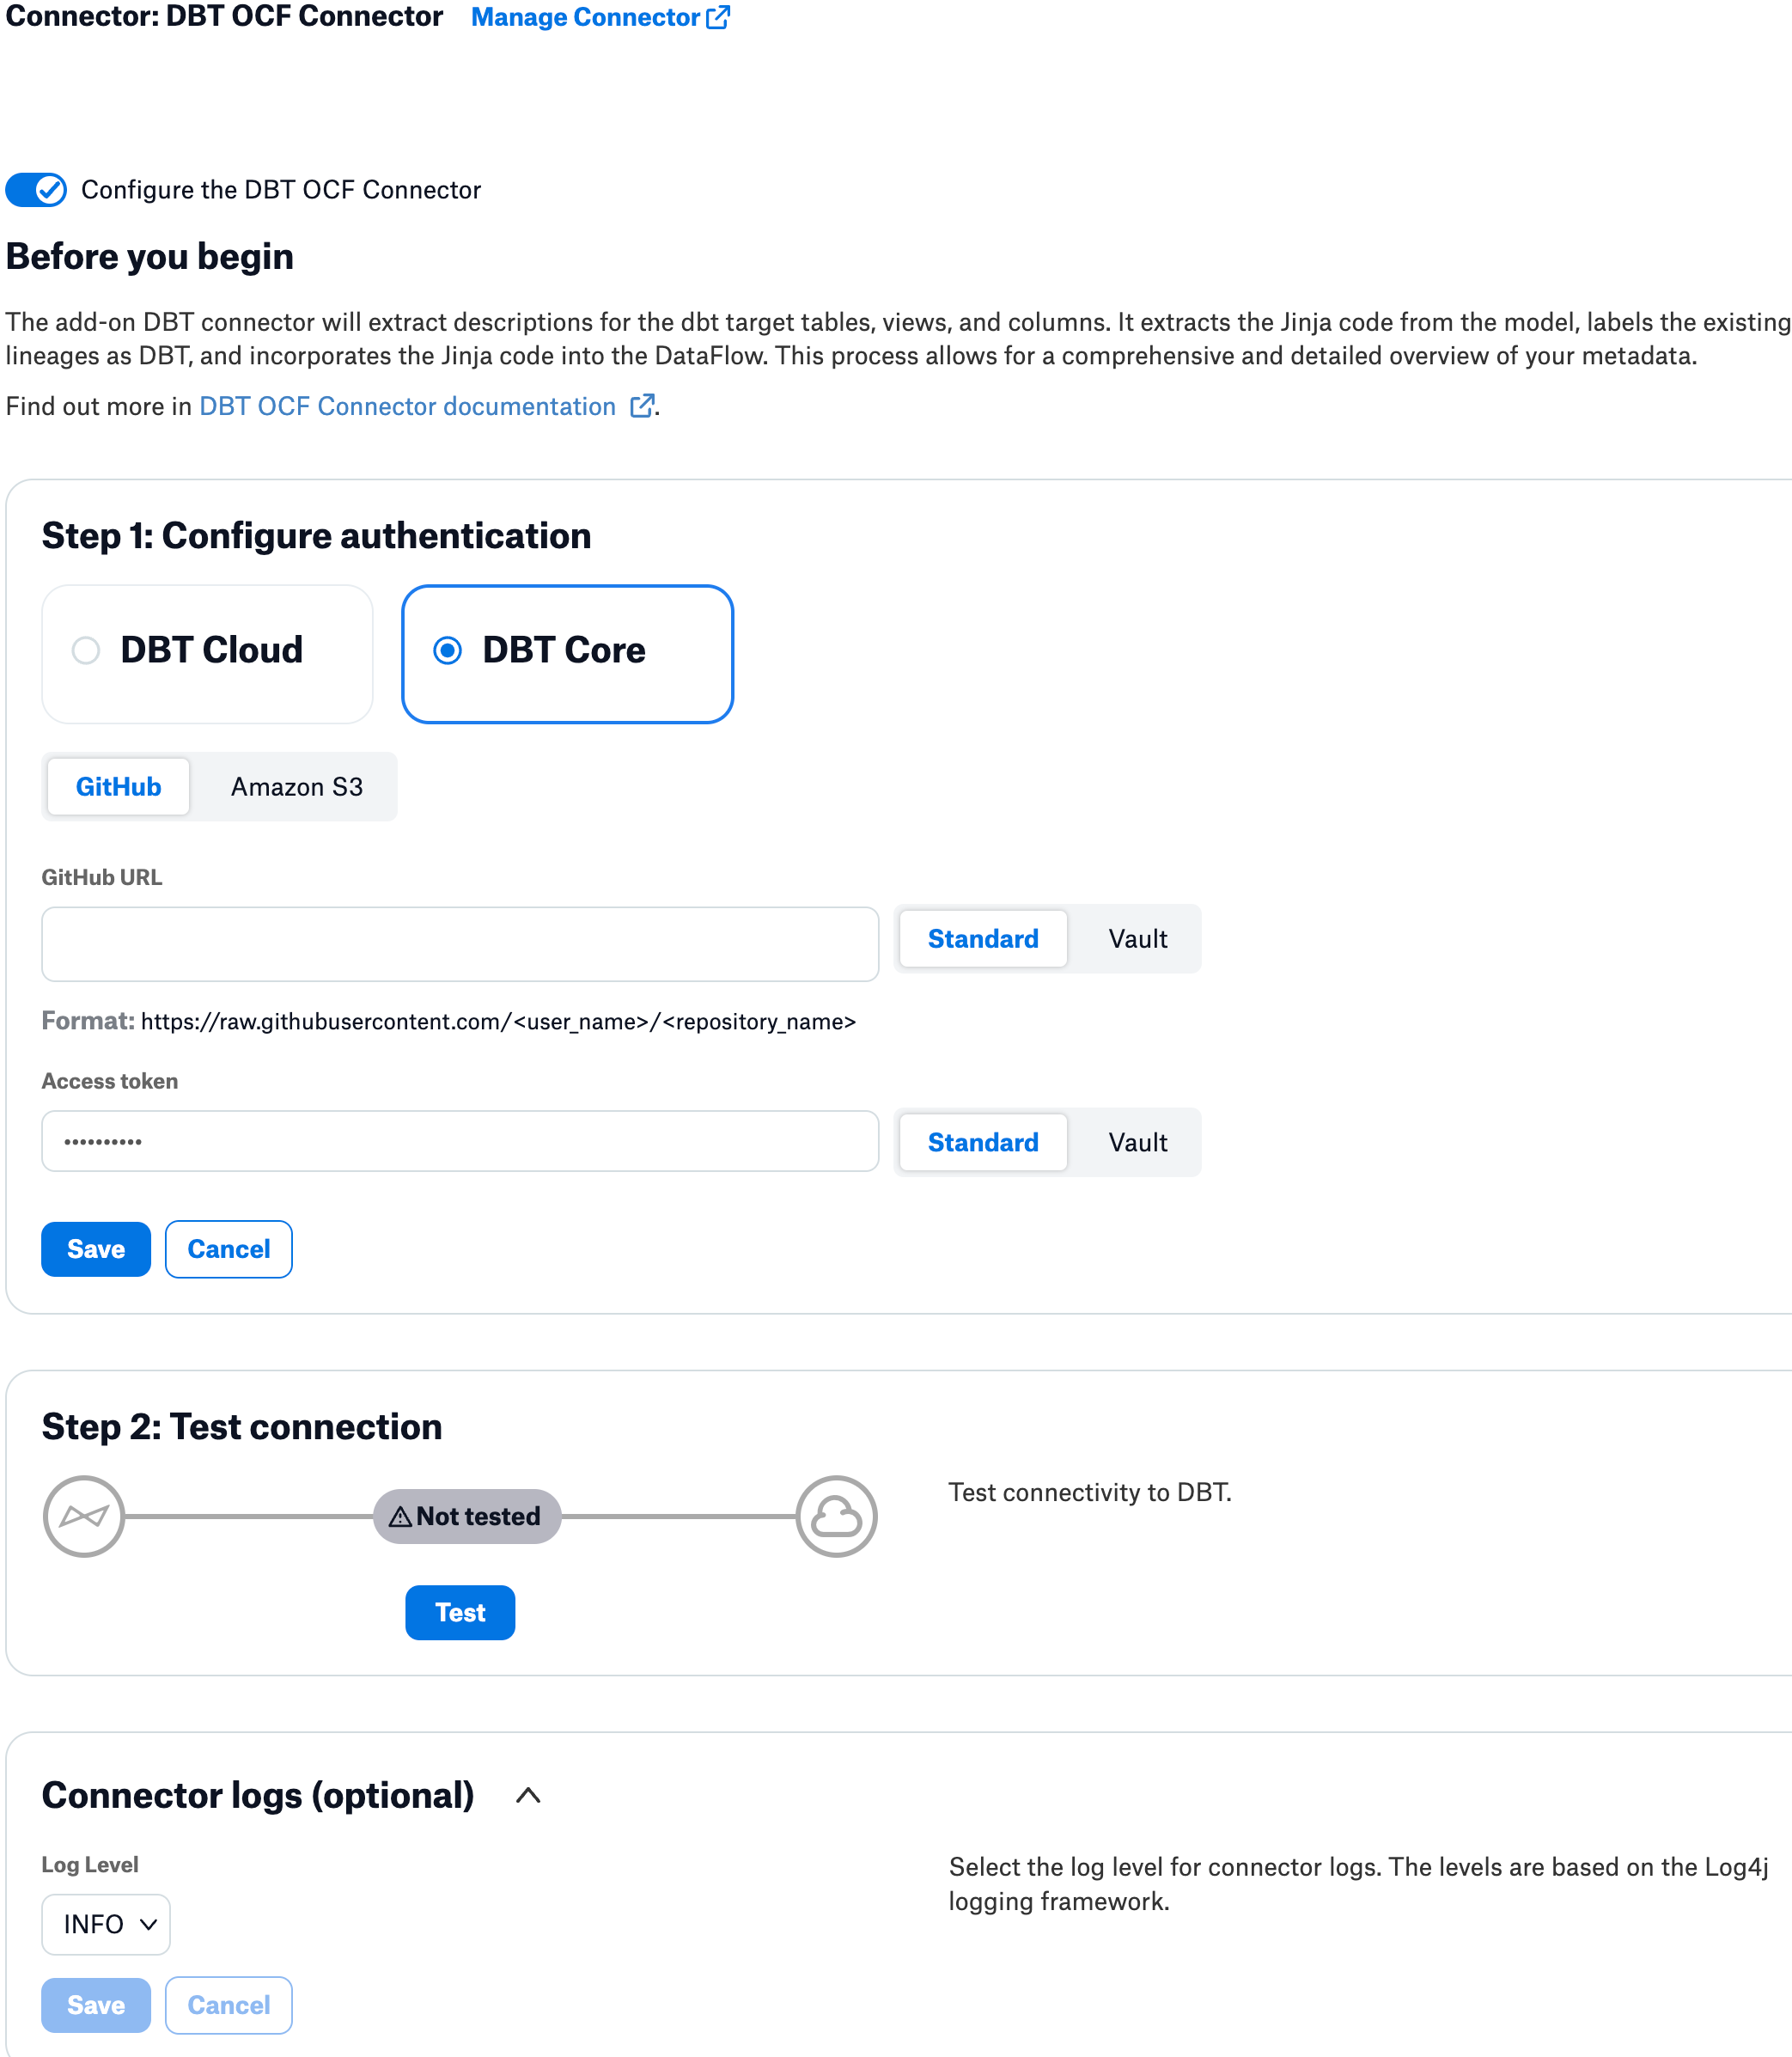 Connector: DBT OCF Connector Manage Connector
Configure the DBT OCF Connector
Before you begin
The add-on DBT connector will extract descriptions for the dbt target tables, views, and columns. It extracts the Jinja code from the model, labels the existing
lineages as DBT, and incorporates the Jinja code into the DataFlow. This process allows for a comprehensive and detailed overview of your metadata.
Find out more in DBT OCF Connector documentation .
Step 1: Configure authentication
DBT Cloud DBT Core
GitHub Amazon S3
GitHub URL
Standard Vault
Format: https://raw.githubusercontent.com/<user_name>/<repository_name>
Access token
•••••••••• Standard Vault
Save Cancel
Step 2: Test connection
Not tested
Test connectivity to DBT.
Test
Connector logs (optional)
Log Level
INFO
Select the log level for connector logs. The levels are based on the Log4j
logging framework.
Save Cancel